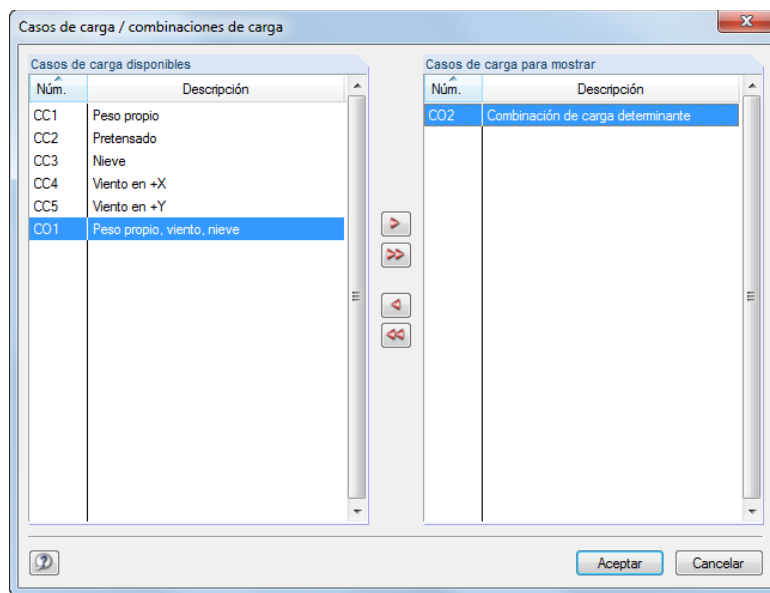 Casos de carga / combinaciones de carga
Casos de carga disponibles
Núm. Descripción
CC1 Peso propio
CC2 Pretensado
CC3 Nieve
CC4 Viento en +X
CC5 Viento en +Y
CO1 Peso propio, viento, nieve
Casos de carga para mostrar
Núm. Descripción
CO2 Combinación de carga determinante
Aceptar
Cancelar